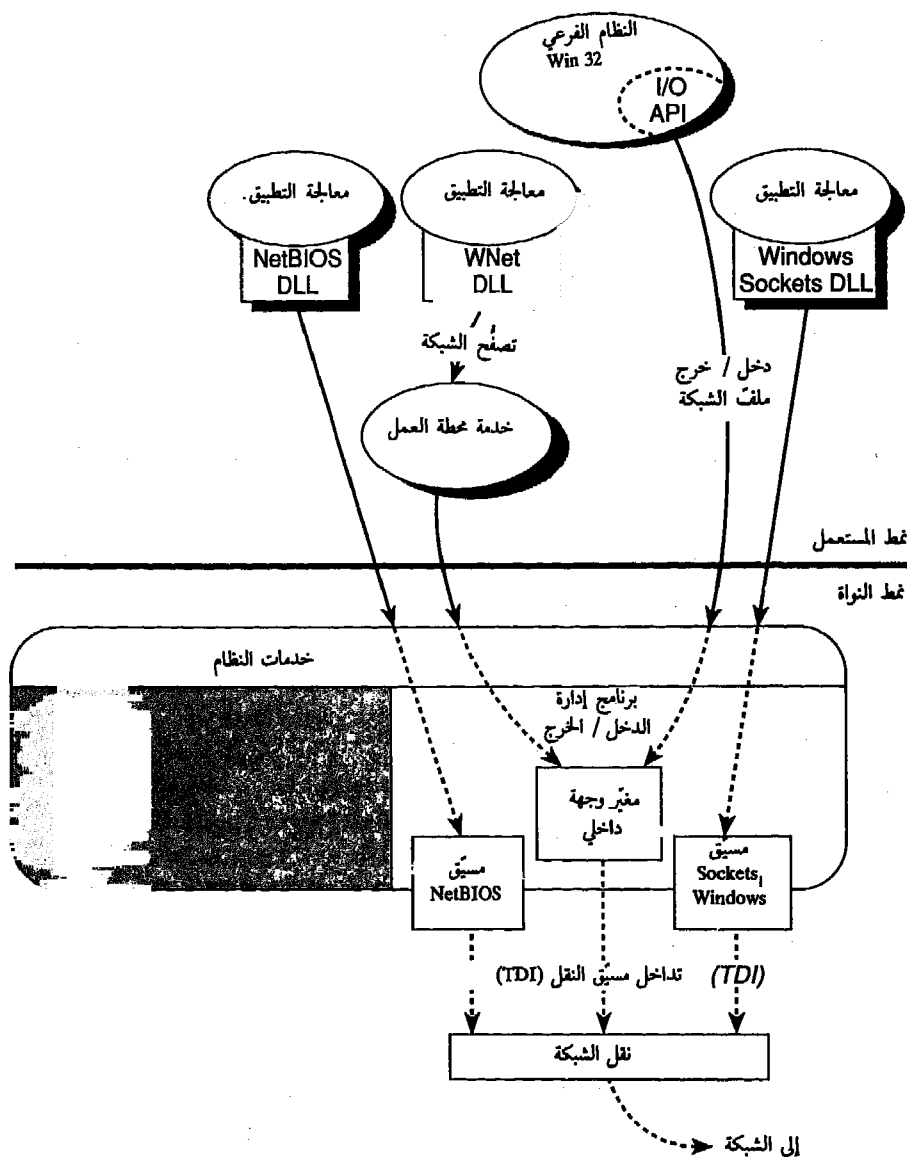 النظام الفرعي
Win 32
I/O
API
معالجة التطبيق
معالجة التطبيق
معالجة التطبيق.
Windows
Sockets DLL
WNet
DLL
NetBIOS
DLL
تصفُّح الشبكة
دخل / خرج
ملفّ الشبكة
خدمة محطة العمل
نمط المستعمل
نمط النواة
خدمات النظام
برنامج إدارة
الدخل / الخرج
مغيّر وجهة
داخلي
مسيّق
Sockets
Windows
مسيّق
NetBIOS
(TDI)
تداخل مسيّق النقل (TDI)
نقل الشبكة
إلى الشبكة